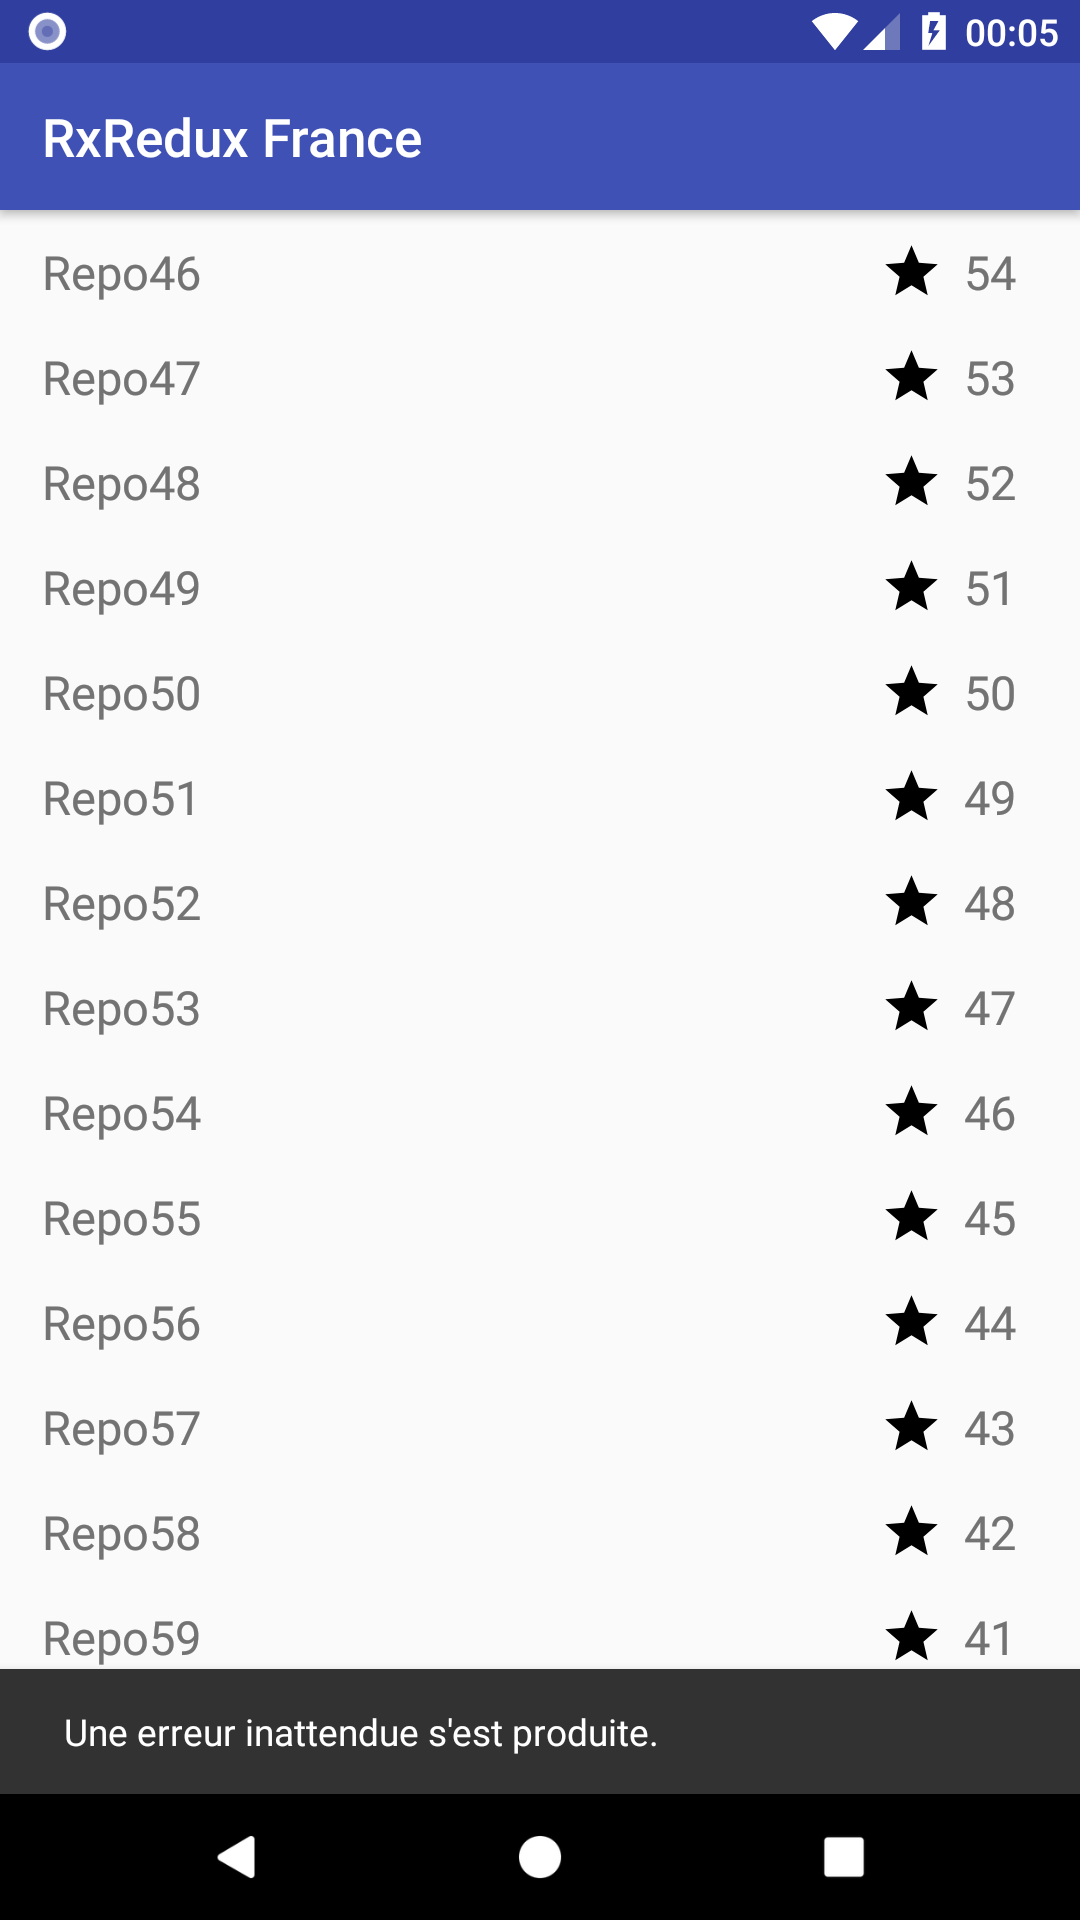 00:05
RxRedux France
Repo46 54
Repo47 53
Repo48 52
Repo49 51
Repo50 50
Repo51 49
Repo52 48
Repo53 47
Repo54 46
Repo55 45
Repo56 44
Repo57 43
Repo58 42
Repo59 41
Une erreur inattendue s'est produite.